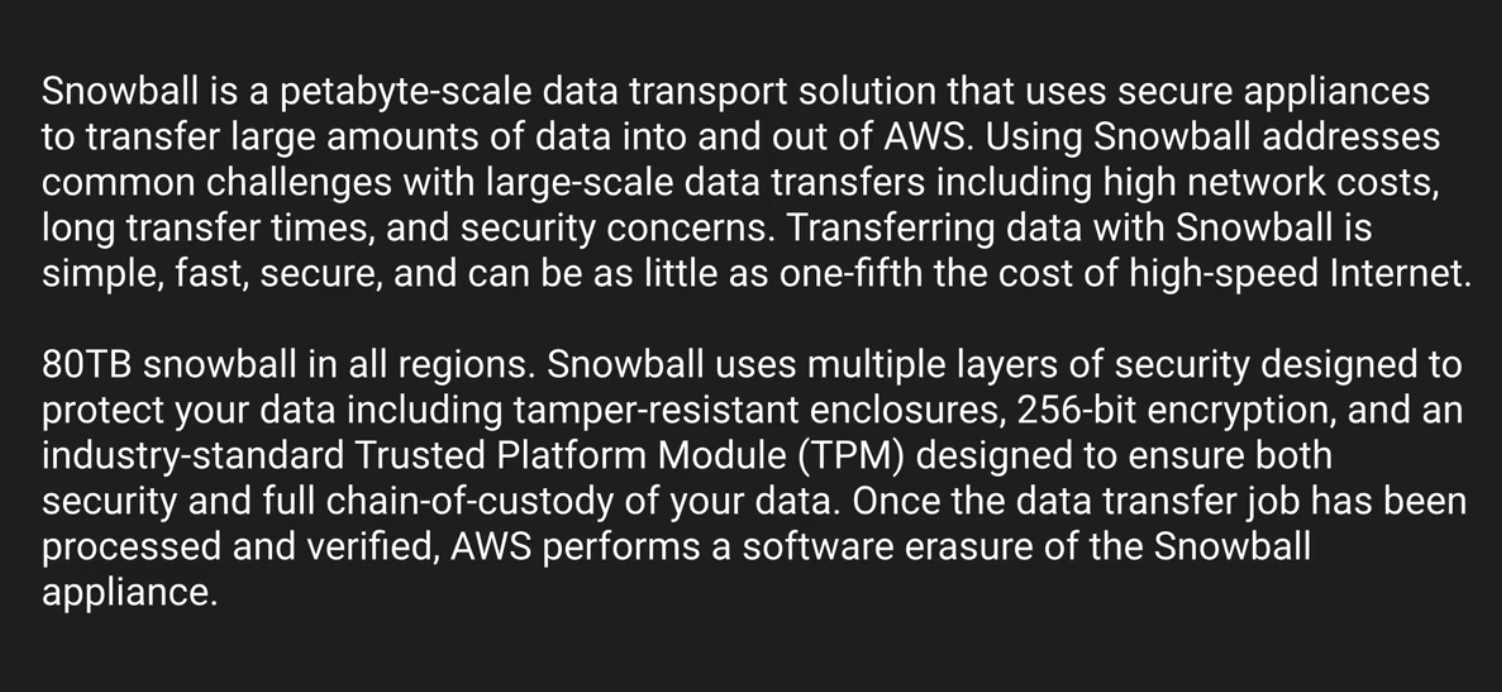 Snowball is a petabyte-scale data transport solution that uses secure appliances
to transfer large amounts of data into and out of AWS. Using Snowball addresses
common challenges with large-scale data transfers including high network costs,
long transfer times, and security concerns. Transferring data with Snowball is
simple, fast, secure, and can be as little as one-fifth the cost of high-speed Internet.
80TB snowball in all regions. Snowball uses multiple layers of security designed to
protect your data including tamper-resistant enclosures, 256-bit encryption, and an
industry-standard Trusted Platform Module (TPM) designed to ensure both
security and full chain-of-custody of your data. Once the data transfer job has been
processed and verified, AWS performs a software erasure of the Snowball
appliance.